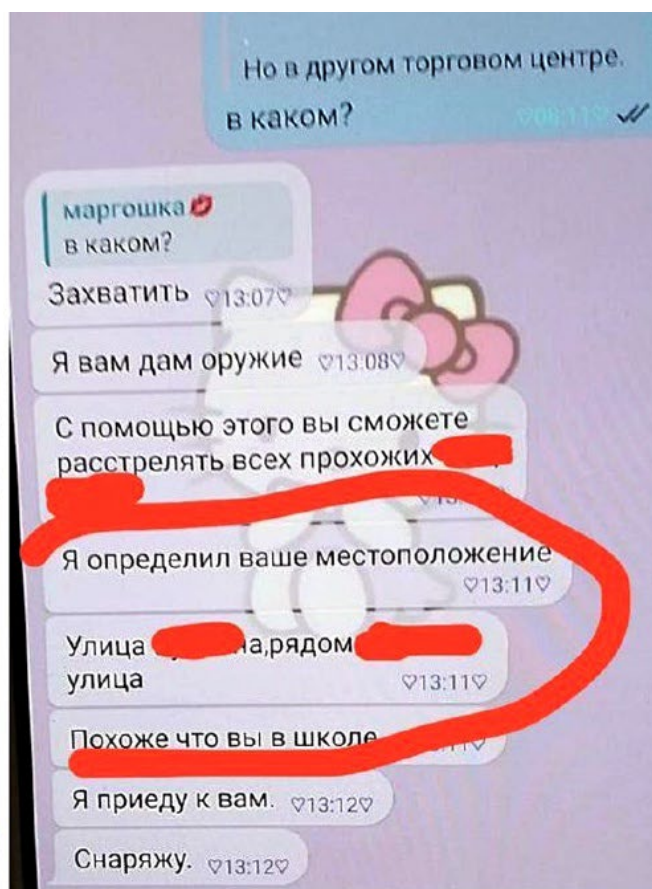 Но в другом торговом центре.
в каком?
маргошка
в каком?
Захватить ♡13:07♡
Я вам дам оружие ♡13:08♡
С помощью этого вы сможете
расстрелять всех прохожих
Я определил ваше местоположение
♡13:11♡
Улица на,рядом
улица ♡13:11♡
Похоже что вы в школе
Я приеду к вам. ♡13:12♡
Снаряжу. ♡13:12♡